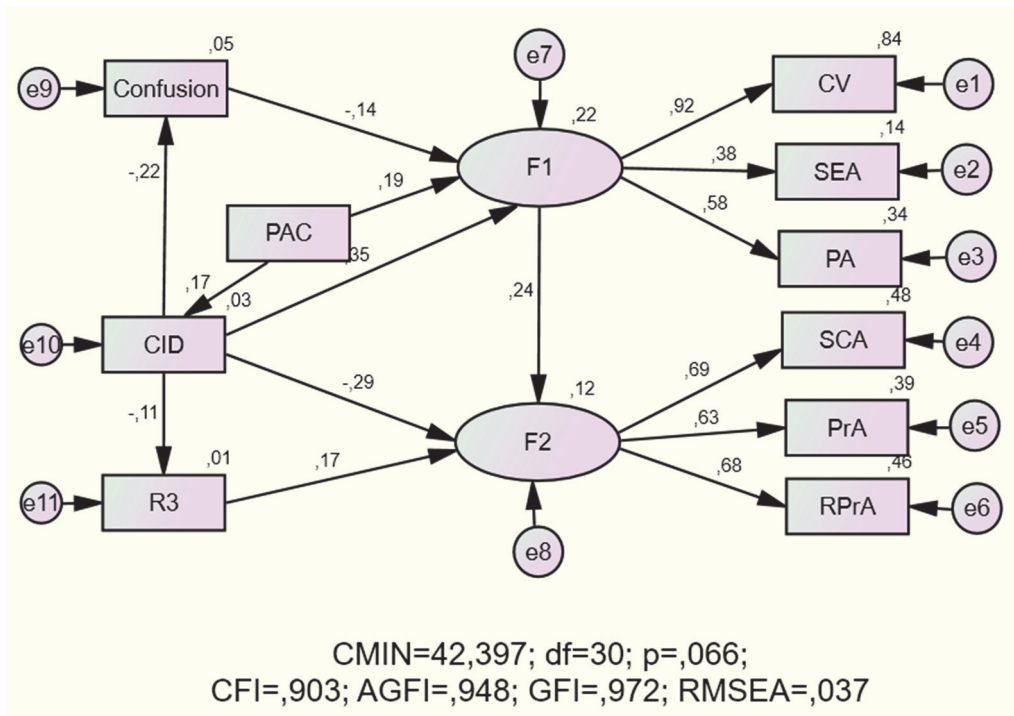 ,05
e7
,84
e9
Confusion
CV
e1
-,14
,22
,92
,14
F1
,38
SEA
e2
-,22
,19
,58
,34
PAC
,35
PA
e3
,17
,03
,24
,48
e10
CID
SCA
e4
-,29
,12
,69
,39
-,11
,63
PrA
e5
F2
,01
,17
,68
,46
e11
R3
RPrA
e6
e8
CMIN=42,397; df=30; p=,066;
CFI=,903; AGFI=,948; GFI=,972; RMSEA=,037